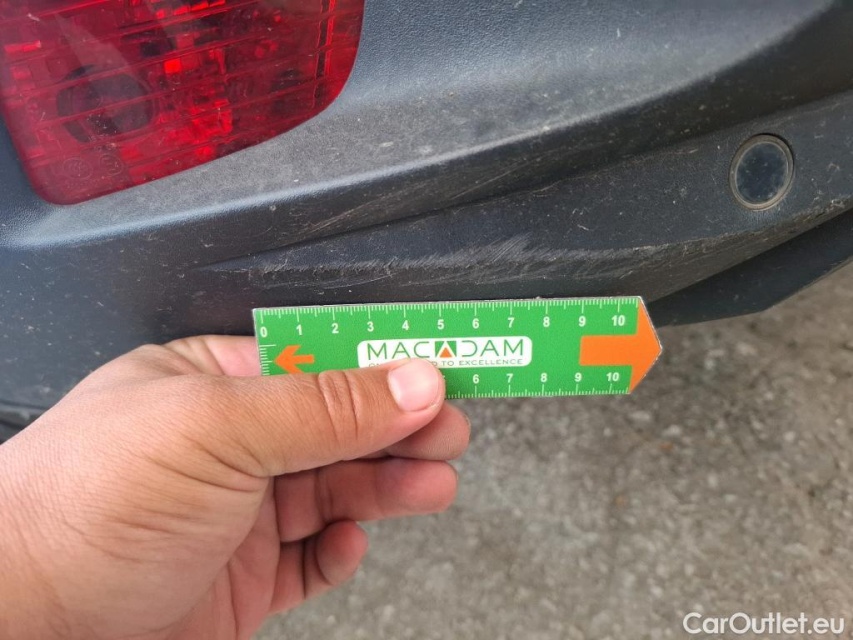 0 1 2 3 4 5 6 7 8 9 10
MACADAM
TO EXCELLENCE
6 7 8 9 10
CarOutlet.eu